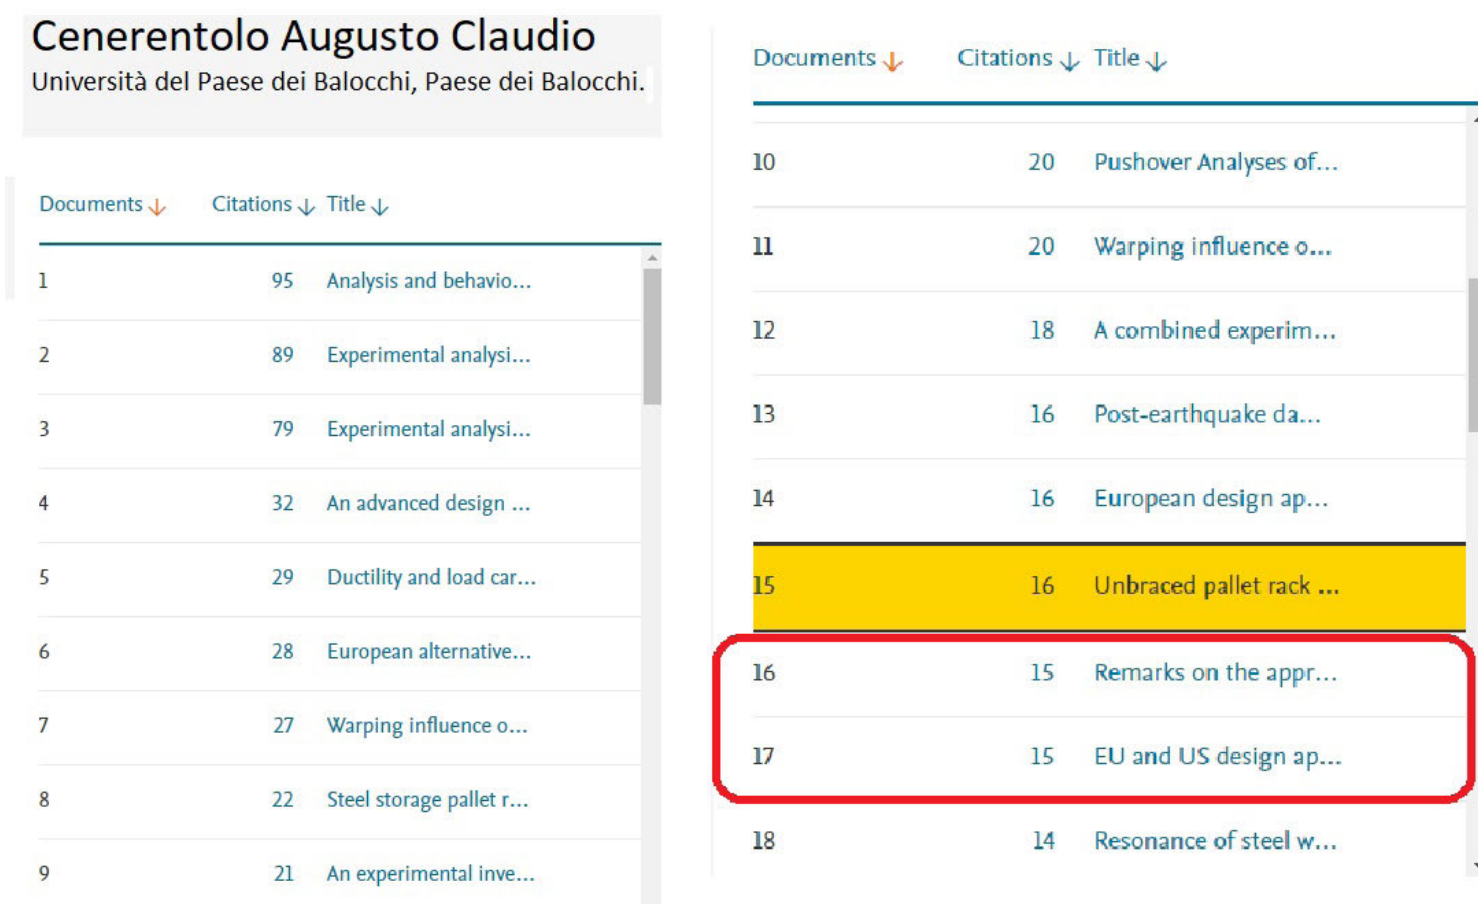 Cenerentolo Augusto Claudio
Università del Paese dei Balocchi, Paese dei Balocchi.
Documents Citations Title
1 95 Analysis and behavio...
2 89 Experimental analysi...
3 79 Experimental analysi...
4 32 An advanced design ...
5 29 Ductility and load car...
6 28 European alternative...
7 27 Warping influence o...
8 22 Steel storage pallet r...
9 21 An experimental inve...
Documents Citations Title
10 20 Pushover Analyses of...
11 20 Warping influence o...
12 18 A combined experim...
13 16 Post-earthquake da...
14 16 European design ap...
15 16 Unbraced pallet rack ...
16 15 Remarks on the appr...
17 15 EU and US design ap...
18 14 Resonance of steel w...